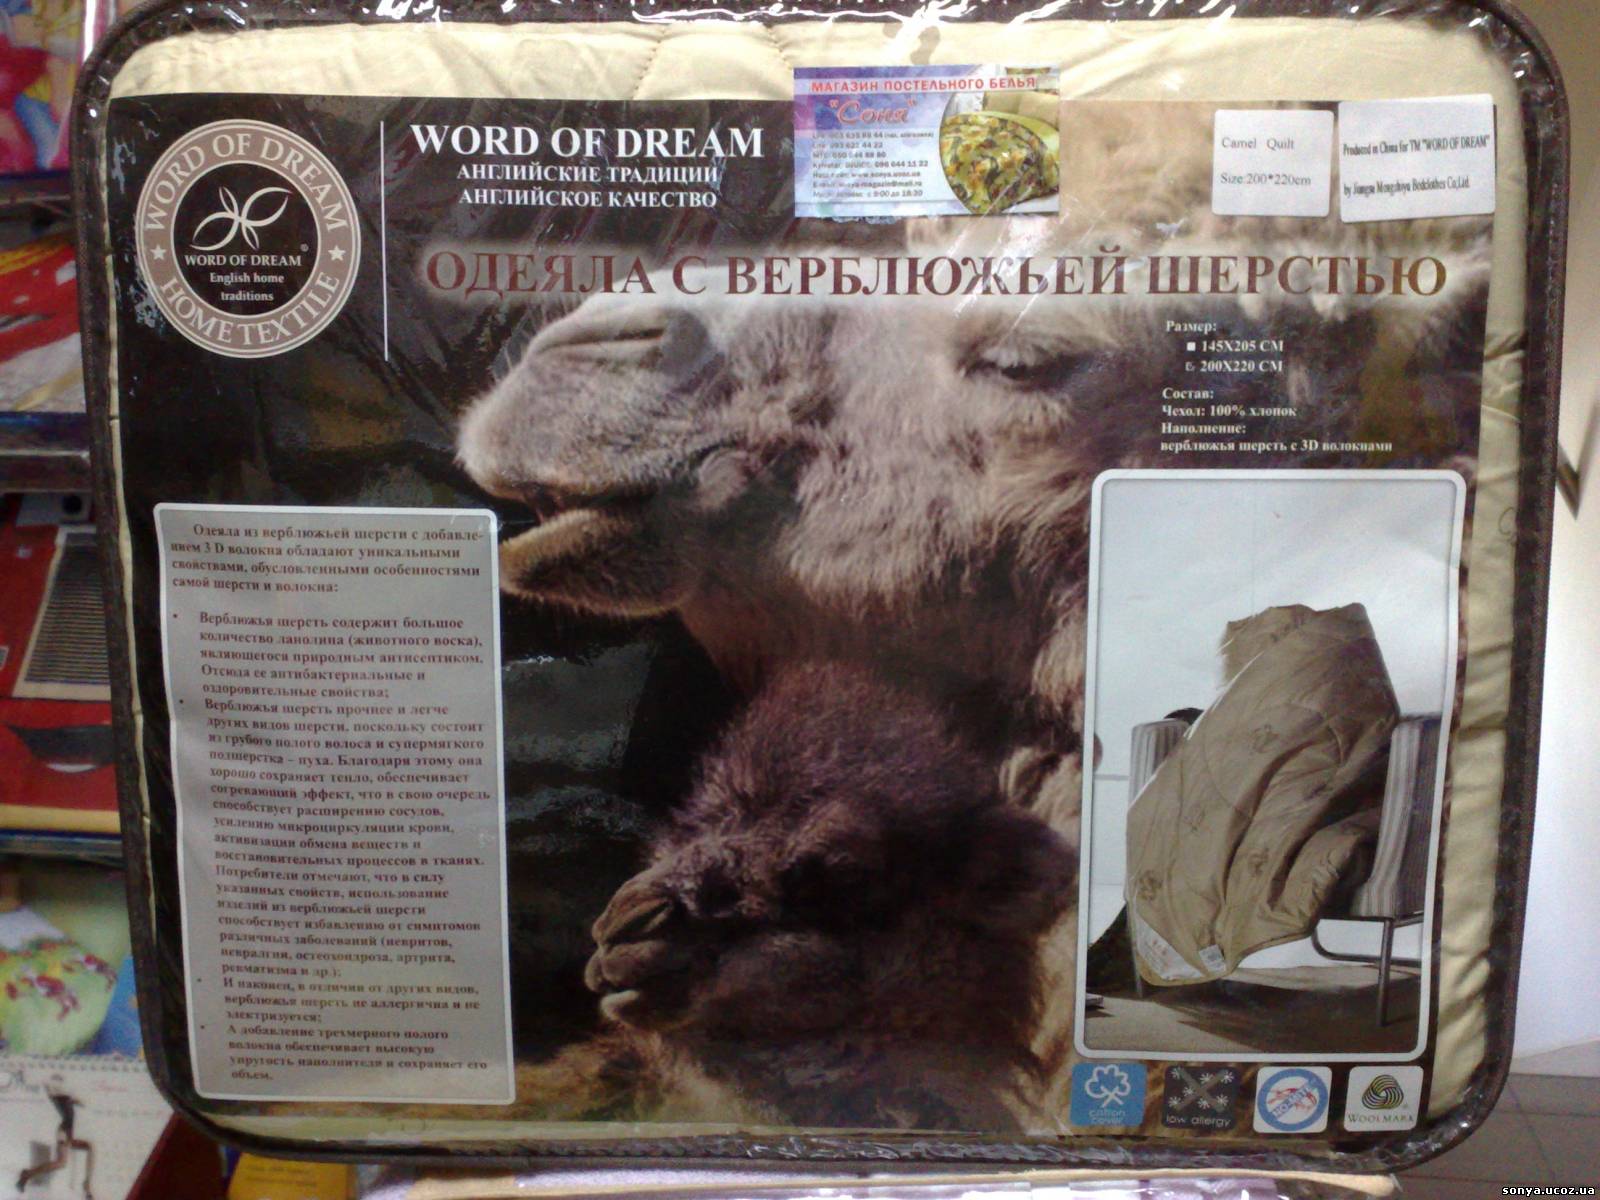 WORD OF DREAM
HOME TEXTILE
WORD OF DREAM
English home
traditions
WORD OF DREAM
АНГЛИЙСКИЕ ТРАДИЦИИ
АНГЛИЙСКОЕ КАЧЕСТВО
МАГАЗИН ПОСТЕЛЬНОГО БЕЛЬЯ
"Соня"
Camel Quilt
Size:200*220cm
Produced in China for TM "WORD OF DREAM"
by Jiangsu Mengshiya Bedclothes Co,Ltd.
ОДЕЯЛА С ВЕРБЛЮЖЬЕЙ ШЕРСТЬЮ
Размер:
145X205 СМ
200X220 СМ
Состав:
Чехол: 100% хлопок
Наполнение:
верблюжья шерсть с 3D волокнами
Одеяла из верблюжьей шерсти с добавле-
нием 3 D волокна обладают уникальными
свойствами, обусловленными особенностями
самой шерсти и волокна:
• Верблюжья шерсть содержит большое
количество ланолина (животного воска),
являющегося природным антисептиком.
Отсюда ее антибактериальные и
оздоровительные свойства;
• Верблюжья шерсть прочнее и легче
других видов шерсти, поскольку состоит
из грубого полого волоса и супермягкого
подшерстка – пуха. Благодаря этому она
хорошо сохраняет тепло, обеспечивает
согревающий эффект, что в свою очередь
способствует расширению сосудов,
усилению микроциркуляции крови,
активизации обмена веществ и
восстановительных процессов в тканях.
Потребители отмечают, что в силу
указанных свойств, использование
изделий из верблюжьей шерсти
способствует избавлению от симптомов
различных заболеваний (невритов,
невралгии, остеохондроза, артрита,
ревматизма и др.);
• И наконец, в отличии от других видов,
верблюжья шерсть не аллергична и не
электризуется;
• А добавление трехмерного полого
волокна обеспечивает высокую
упругость наполнителя и сохраняет его
объем.
cotton
cover
low allergy
WOOLMARK
sonya.ucoz.ua